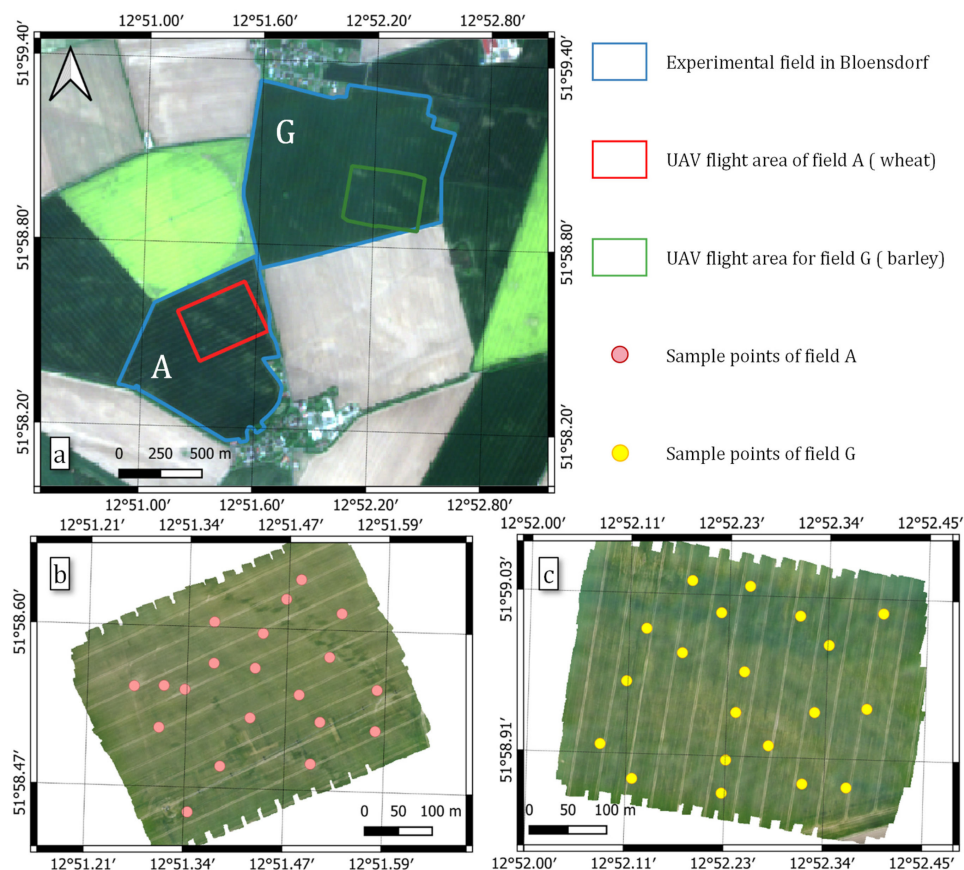 12°51.00′ 12°51.60′ 12°52.20′ 12°52.80′
51°59.40′ 51°59.40′
G
51°58.80′ 51°58.80′
A
51°58.20′ 51°58.20′
a
0 250 500 m
12°51.00′ 12°51.60′ 12°52.20′ 12°52.80′
Experimental field in Bloensdorf
UAV flight area of field A ( wheat)
UAV flight area for field G ( barley)
Sample points of field A
Sample points of field G
12°51.21′ 12°51.34′ 12°51.47′ 12°51.59′
b
51°58.60′
51°58.47′
0 50 100 m
12°51.21′ 12°51.34′ 12°51.47′ 12°51.59′
12°52.00′ 12°52.11′ 12°52.23′ 12°52.34′ 12°52.45′
c
51°59.03′
51°58.91′
0 50 100 m
12°52.00′ 12°52.11′ 12°52.23′ 12°52.34′ 12°52.45′